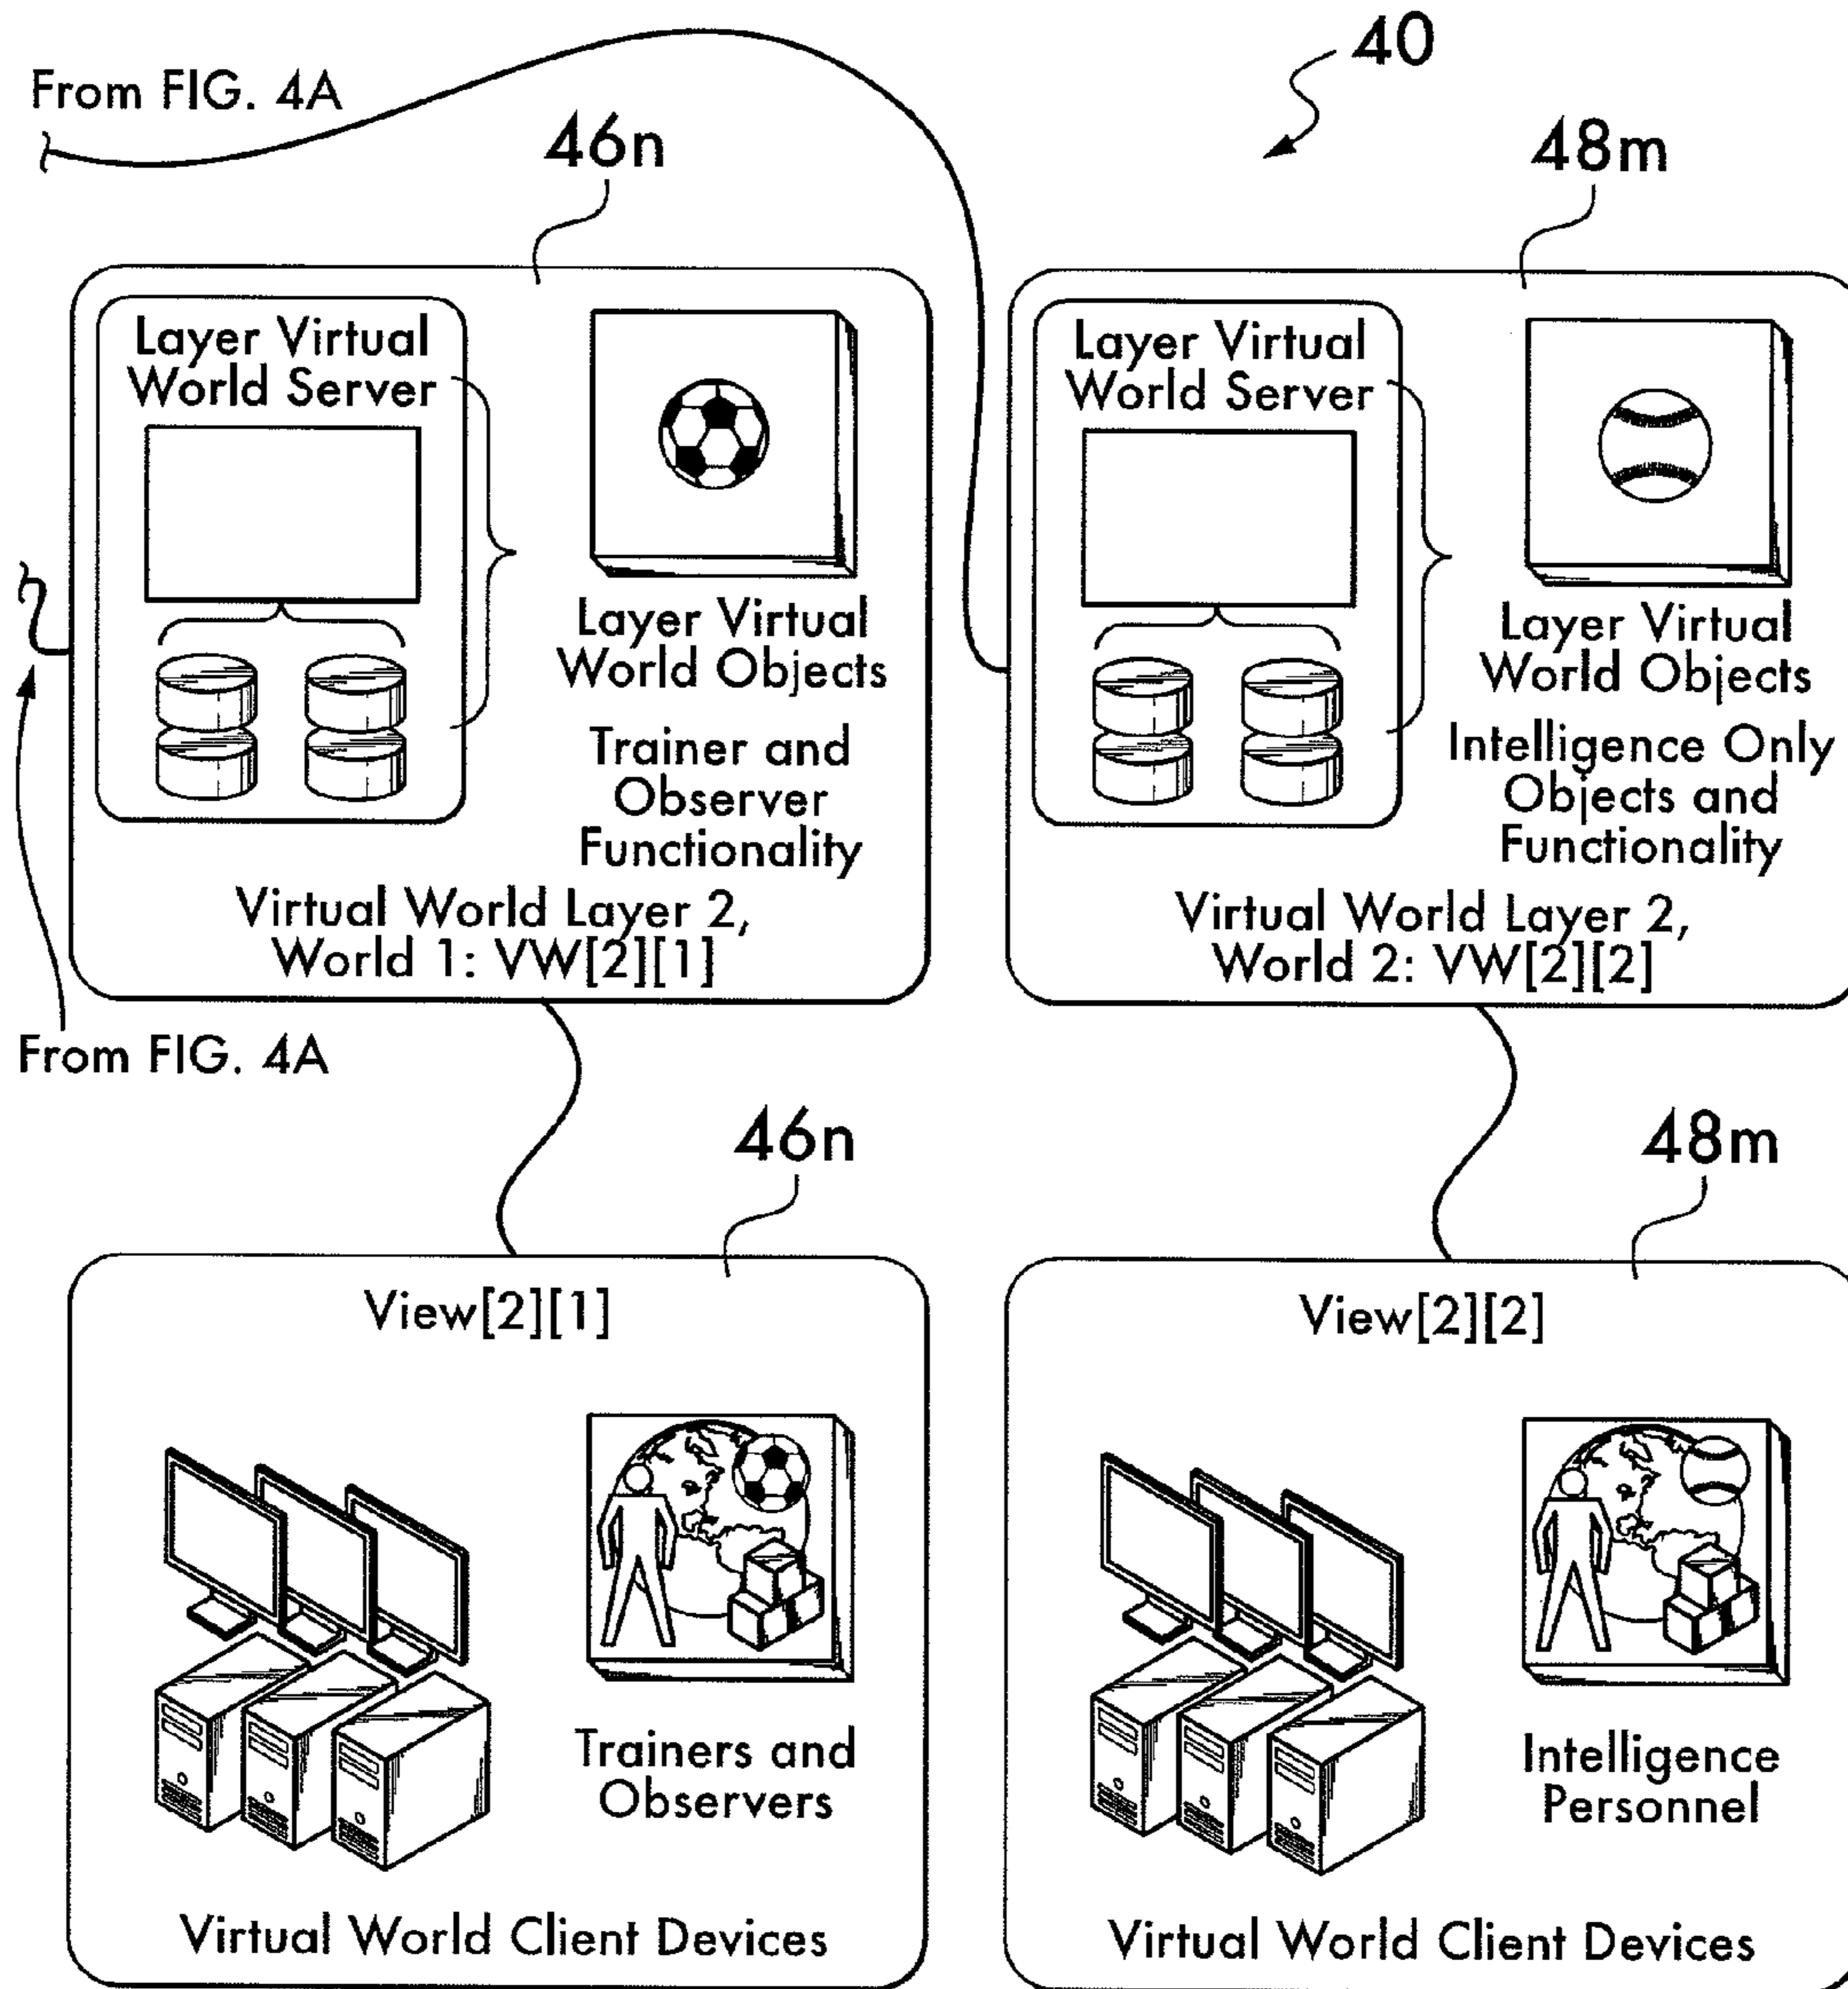 40
From FIG. 4A
46n
48m
Layer Virtual
World Server
Layer Virtual
World Objects
Trainer and
Observer
Functionality
Virtual World Layer 2,
World 1: VW[2][1]
Layer Virtual
World Server
Layer Virtual
World Objects
Intelligence Only
Objects and
Functionality
Virtual World Layer 2,
World 2: VW[2][2]
From FIG. 4A
46n
48m
View[2][1]
Trainers and
Observers
Virtual World Client Devices
View[2][2]
Intelligence
Personnel
Virtual World Client Devices